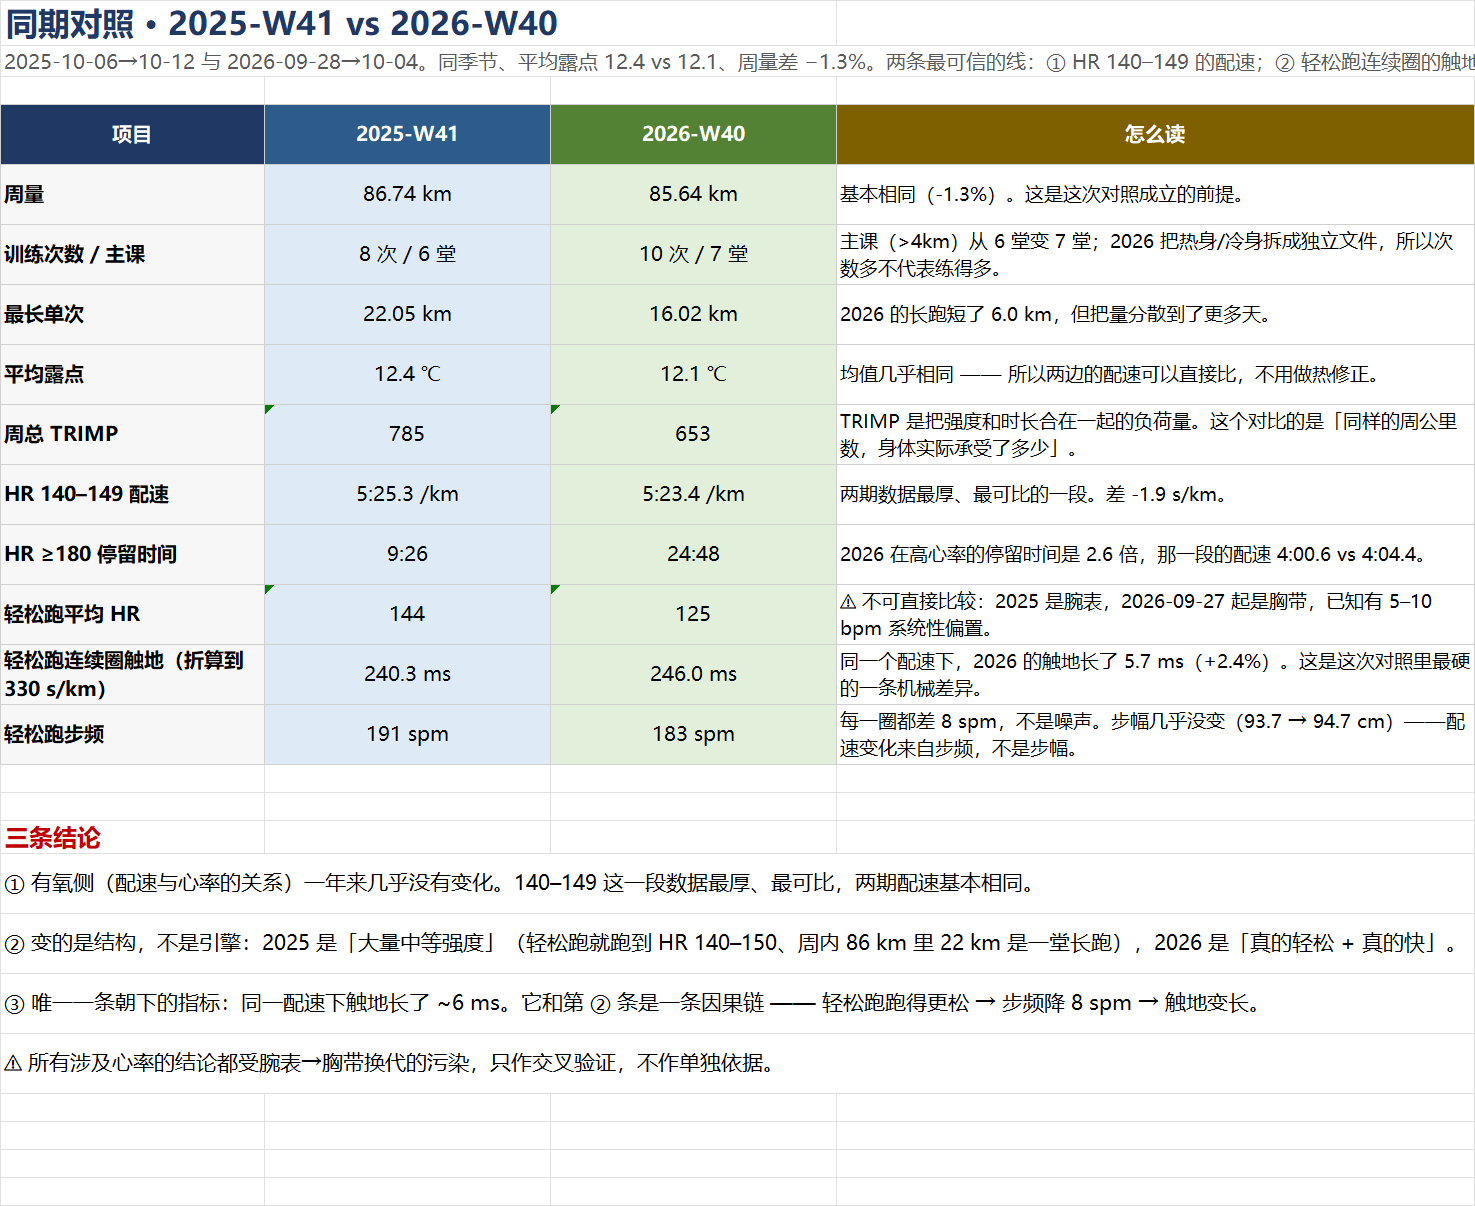 同期对照 • 2025-W41 vs 2026-W40
2025-10-06→10-12 与 2026-09-28→10-04。同季节、平均露点 12.4 vs 12.1、周量差 −1.3%。两条最可信的线：① HR 140–149 的配速；② 轻松跑连续圈的触地
项目
2025-W41
2026-W40
怎么读
周量
86.74 km
85.64 km
基本相同（-1.3%）。这是这次对照成立的前提。
训练次数 / 主课
8 次 / 6 堂
10 次 / 7 堂
主课（>4km）从 6 堂变 7 堂；2026 把热身/冷身拆成独立文件，所以次
数多不代表练得多。
最长单次
22.05 km
16.02 km
2026 的长跑短了 6.0 km，但把量分散到了更多天。
平均露点
12.4 ℃
12.1 ℃
均值几乎相同 —— 所以两边的配速可以直接比，不用做热修正。
周总 TRIMP
785
653
TRIMP 是把强度和时长合在一起的负荷量。这个对比的是「同样的周公里
数，身体实际承受了多少」。
HR 140–149 配速
5:25.3 /km
5:23.4 /km
两期数据最厚、最可比的一段。差 -1.9 s/km。
HR ≥180 停留时间
9:26
24:48
2026 在高心率的停留时间是 2.6 倍，那一段的配速 4:00.6 vs 4:04.4。
轻松跑平均 HR
144
125
⚠ 不可直接比较：2025 是腕表，2026-09-27 起是胸带，已知有 5–10
bpm 系统性偏置。
轻松跑连续圈触地（折算到
330 s/km）
240.3 ms
246.0 ms
同一个配速下，2026 的触地长了 5.7 ms（+2.4%）。这是这次对照里最硬
的一条机械差异。
轻松跑步频
191 spm
183 spm
每一圈都差 8 spm，不是噪声。步幅几乎没变（93.7 → 94.7 cm）——配
速变化来自步频，不是步幅。
三条结论
① 有氧侧（配速与心率的关系）一年来几乎没有变化。140–149 这一段数据最厚、最可比，两期配速基本相同。
② 变的是结构，不是引擎：2025 是「大量中等强度」（轻松跑就跑到 HR 140–150、周内 86 km 里 22 km 是一堂长跑），2026 是「真的轻松 + 真的快」。
③ 唯一一条朝下的指标：同一配速下触地长了 ~6 ms。它和第 ② 条是一条因果链 —— 轻松跑跑得更松 → 步频降 8 spm → 触地变长。
⚠ 所有涉及心率的结论都受腕表→胸带换代的污染，只作交叉验证，不作单独依据。